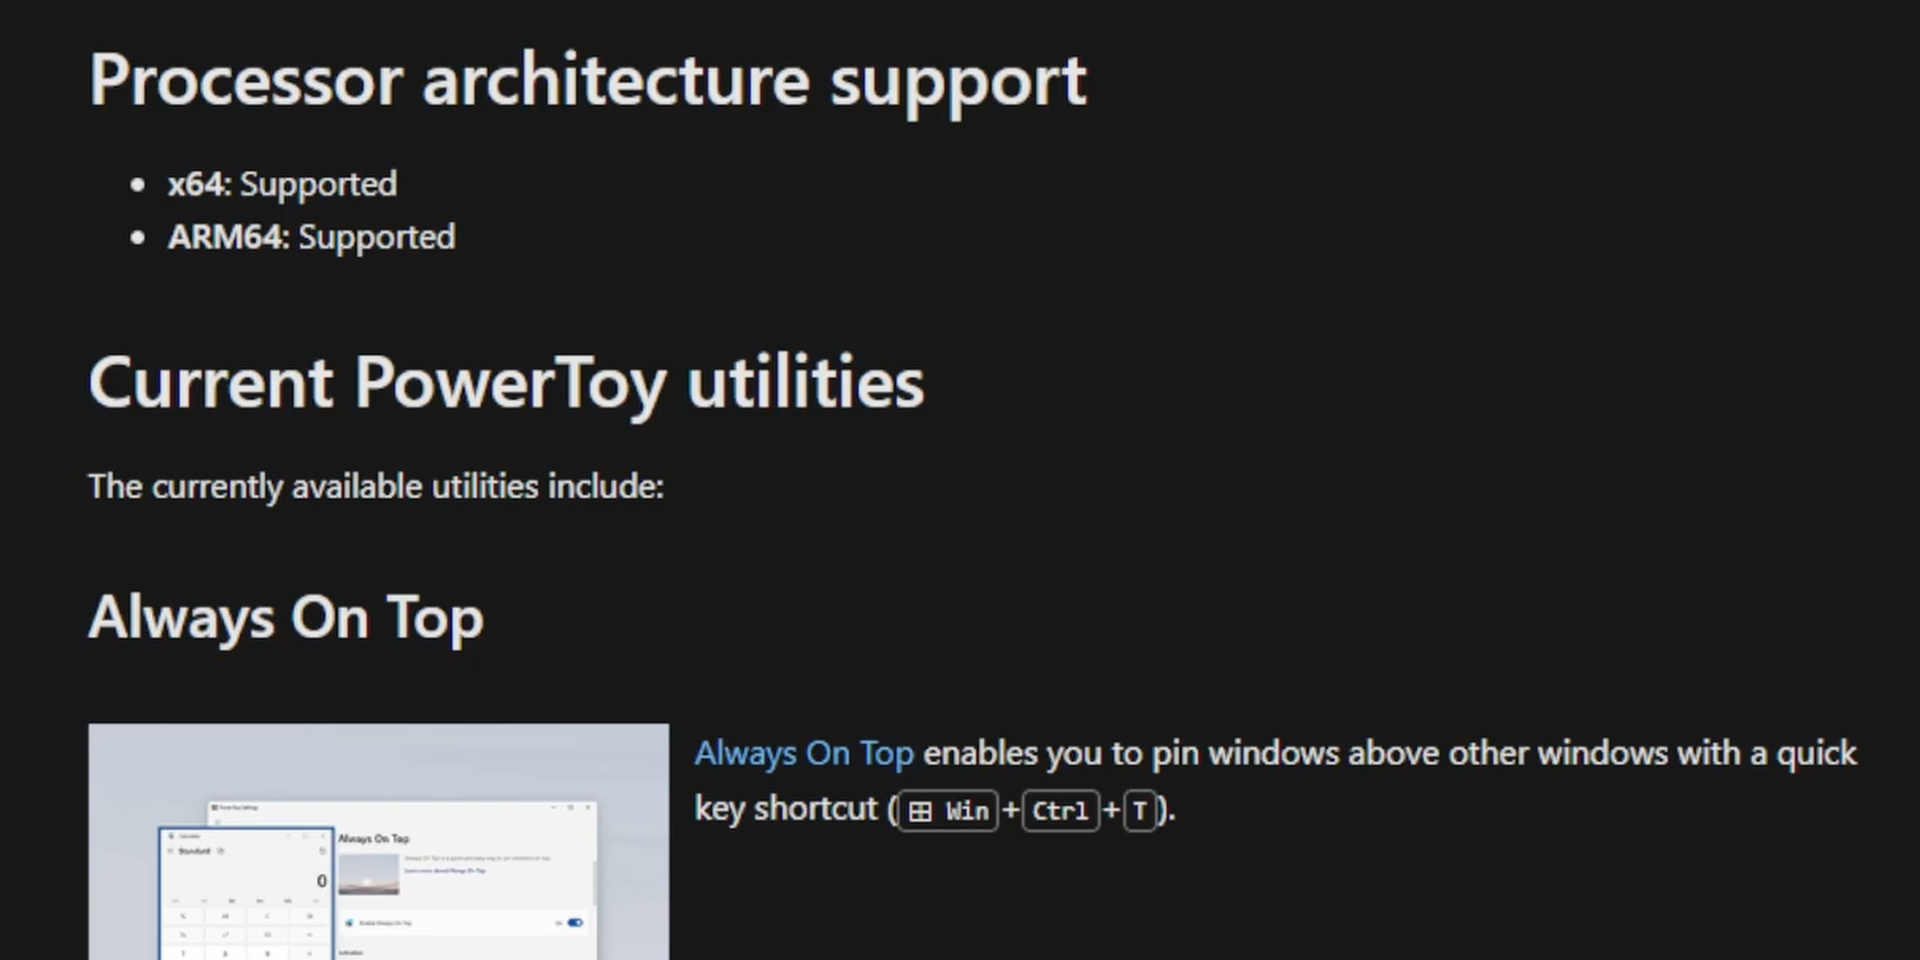 Processor architecture support
x64: Supported
ARM64: Supported
Current PowerToy utilities
The currently available utilities include:
Always On Top
Always On Top enables you to pin windows above other windows with a quick
key shortcut (Win+Ctrl+T).
Always On Top
Standard
0